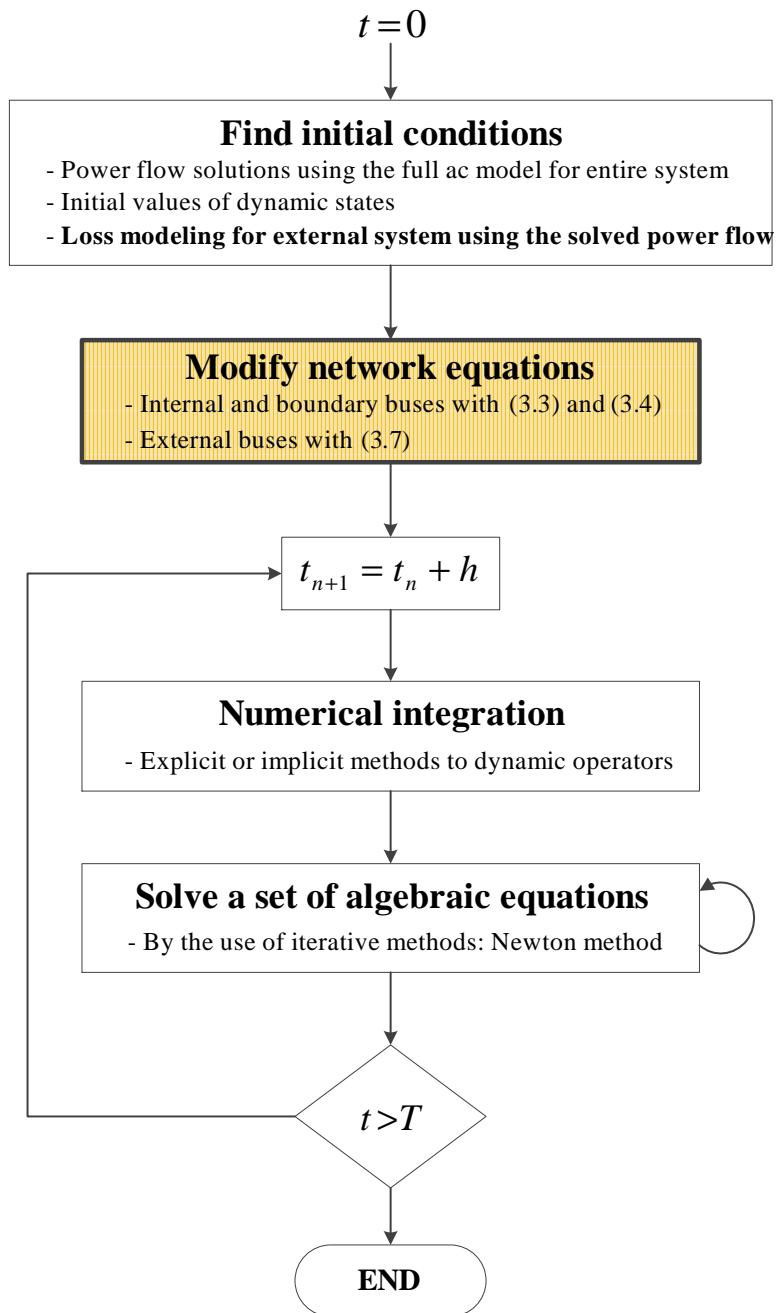 t=0
Find initial conditions
- Power flow solutions using the full ac model for entire system
- Initial values of dynamic states
- Loss modeling for external system using the solved power flow
Modify network equations
- Internal and boundary buses with (3.3) and (3.4)
- External buses with (3.7)
tₙ₊₁ = tₙ + h
Numerical integration
- Explicit or implicit methods to dynamic operators
Solve a set of algebraic equations
- By the use of iterative methods: Newton method
t>T
END